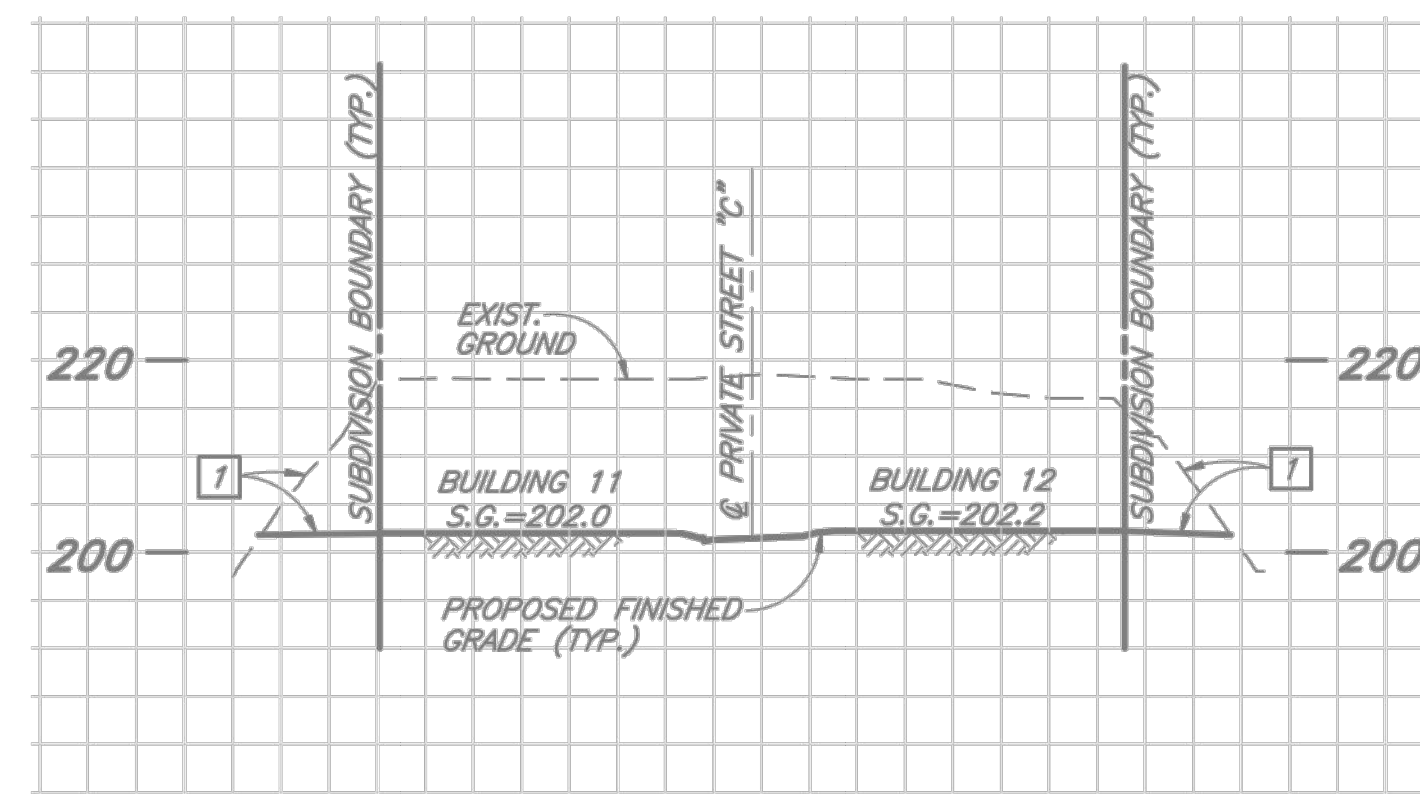 SUBDIVISION BOUNDARY (TYP.)
℄ PRIVATE STREET "C"
SUBDIVISION BOUNDARY (TYP.)
EXIST.
GROUND
220
220
1
BUILDING 11
S.G.=202.0
BUILDING 12
S.G.=202.2
1
200
200
PROPOSED FINISHED
GRADE (TYP.)